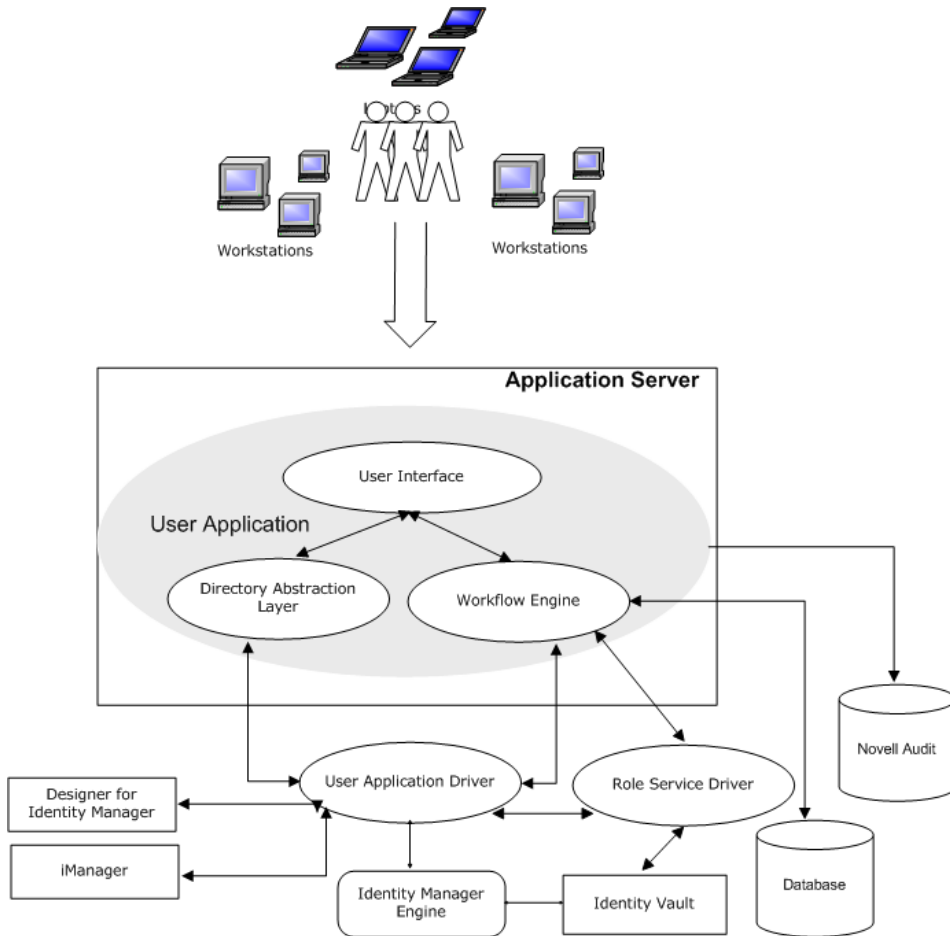 Workstations
Workstations
Application Server
User Interface
User Application
Directory Abstraction
Layer
Workflow Engine
Novell Audit
User Application Driver
Role Service Driver
Designer for
Identity Manager
iManager
Identity Manager
Engine
Identity Vault
Database